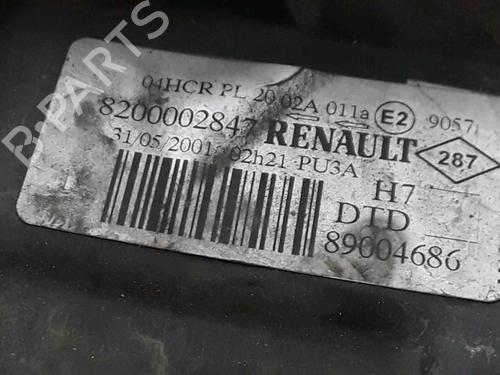 B-PARTS
04HCR PL 20 02A 011a E2 9057
8200002847 RENAULT 287
31/05/2001 02h21 PU3A
H7
DTD
89004686